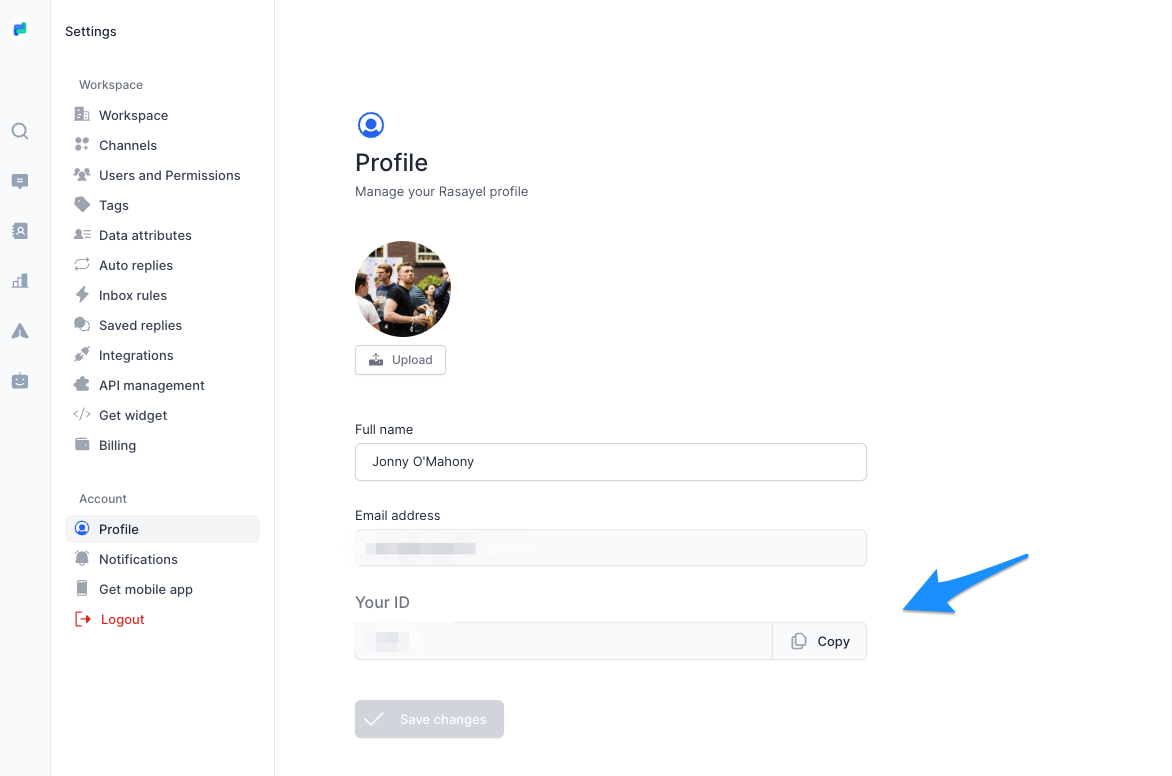 Settings
Workspace
Workspace
Channels
Users and Permissions
Tags
Data attributes
Auto replies
Inbox rules
Saved replies
Integrations
API management
Get widget
Billing
Account
Profile
Notifications
Get mobile app
Logout
Profile
Manage your Rasayel profile
Upload
Full name
Jonny O'Mahony
Email address
Your ID
Copy
Save changes